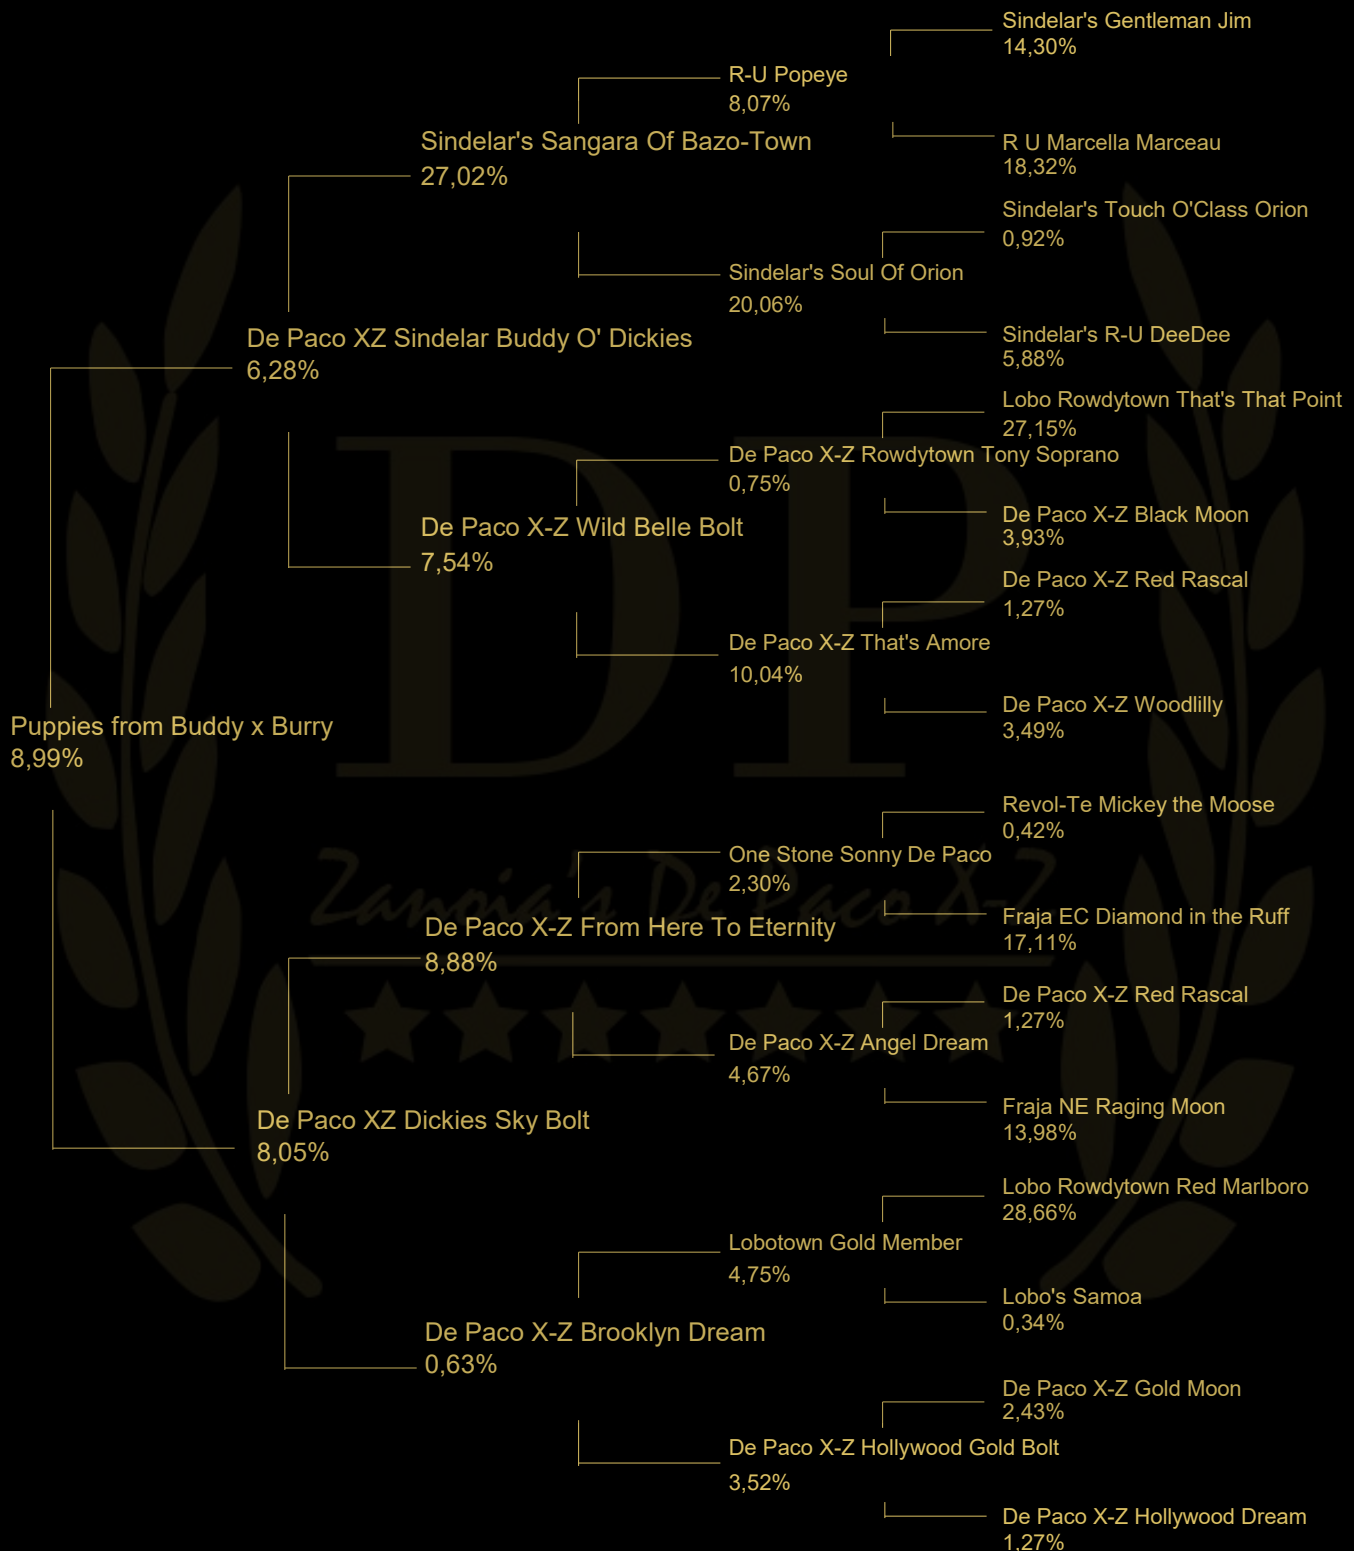 Sindelar's Gentleman Jim
14,30%
R-U Popeye
8,07%
Sindelar's Sangara Of Bazo-Town
27,02%
R U Marcella Marceau
18,32%
Sindelar's Touch O'Class Orion
0,92%
Sindelar's Soul Of Orion
20,06%
Sindelar's R-U DeeDee
5,88%
De Paco XZ Sindelar Buddy O' Dickies
6,28%
Lobo Rowdytown That's That Point
27,15%
De Paco X-Z Rowdytown Tony Soprano
0,75%
De Paco X-Z Black Moon
3,93%
De Paco X-Z Wild Belle Bolt
7,54%
De Paco X-Z Red Rascal
1,27%
De Paco X-Z That's Amore
10,04%
De Paco X-Z Woodlilly
3,49%
Puppies from Buddy x Burry
8,99%
DP
Zanoia's De Paco X-Z
Revol-Te Mickey the Moose
0,42%
One Stone Sonny De Paco
2,30%
Fraja EC Diamond in the Ruff
17,11%
De Paco X-Z From Here To Eternity
8,88%
De Paco X-Z Red Rascal
1,27%
De Paco X-Z Angel Dream
4,67%
Fraja NE Raging Moon
13,98%
De Paco XZ Dickies Sky Bolt
8,05%
Lobo Rowdytown Red Marlboro
28,66%
Lobotown Gold Member
4,75%
Lobo's Samoa
0,34%
De Paco X-Z Brooklyn Dream
0,63%
De Paco X-Z Gold Moon
2,43%
De Paco X-Z Hollywood Gold Bolt
3,52%
De Paco X-Z Hollywood Dream
1,27%